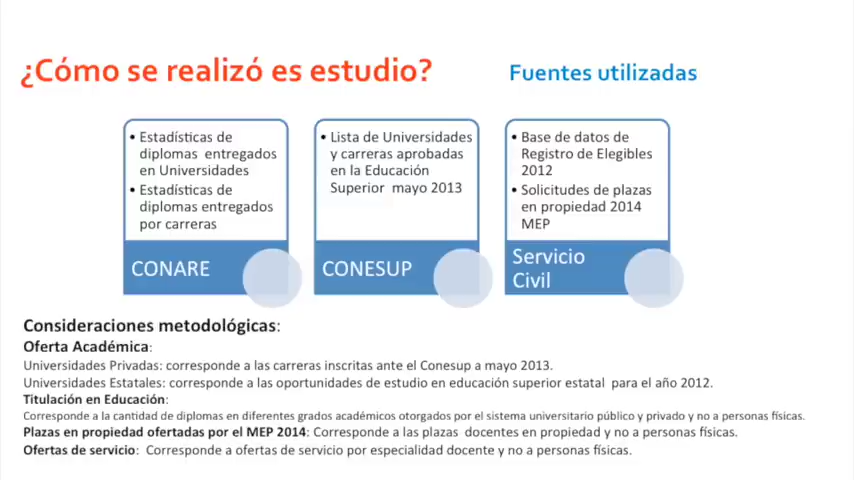 ¿Cómo se realizó es estudio?
Fuentes utilizadas
• Estadísticas de
diplomas entregados
en Universidades
• Estadísticas de
diplomas entregados
por carreras
CONARE
• Lista de Universidades
y carreras aprobadas
en la Educación
Superior mayo 2013
CONESUP
• Base de datos de
Registro de Elegibles
2012
• Solicitudes de plazas
en propiedad 2014
MEP
Servicio
Civil
Consideraciones metodológicas:
Oferta Académica:
Universidades Privadas: corresponde a las carreras inscritas ante el Conesup a mayo 2013.
Universidades Estatales: corresponde a las oportunidades de estudio en educación superior estatal para el año 2012.
Titulación en Educación:
Corresponde a la cantidad de diplomas en diferentes grados académicos otorgados por el sistema universitario público y privado y no a personas físicas.
Plazas en propiedad ofertadas por el MEP 2014: Corresponde a las plazas docentes en propiedad y no a personas físicas.
Ofertas de servicio: Corresponde a ofertas de servicio por especialidad docente y no a personas físicas.